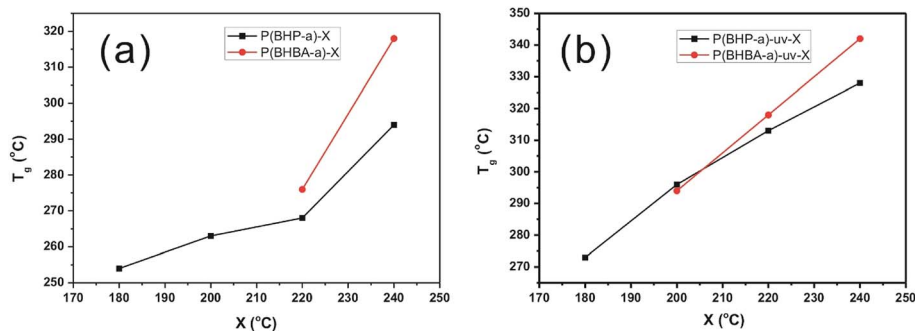 (a)
P(BHP-a)-X
P(BHBA-a)-X
320
310
300
290
280
270
260
250
Tg (°C)
170 180 190 200 210 220 230 240 250
X (°C)
(b)
P(BHP-a)-uv-X
P(BHBA-a)-uv-X
350
340
330
320
310
300
290
280
270
Tg (°C)
170 180 190 200 210 220 230 240 250
X (°C)